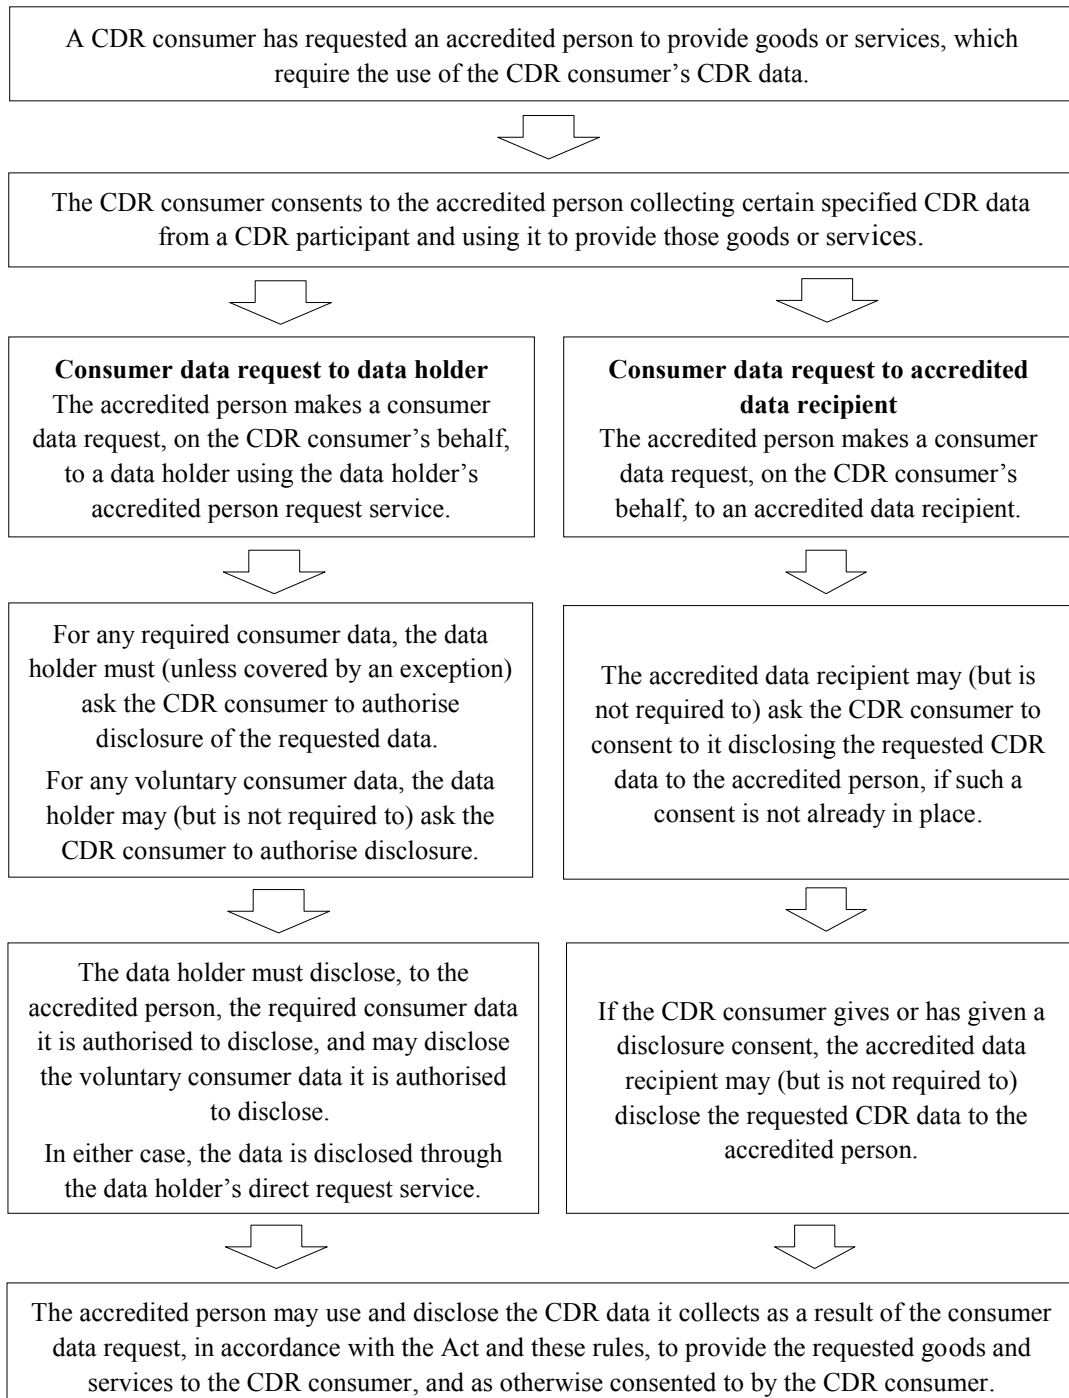 A CDR consumer has requested an accredited person to provide goods or services, which
require the use of the CDR consumer’s CDR data.
The CDR consumer consents to the accredited person collecting certain specified CDR data
from a CDR participant and using it to provide those goods or services.
Consumer data request to data holder
The accredited person makes a consumer
data request, on the CDR consumer’s behalf,
to a data holder using the data holder’s
accredited person request service.
Consumer data request to accredited
data recipient
The accredited person makes a consumer
data request, on the CDR consumer’s
behalf, to an accredited data recipient.
For any required consumer data, the data
holder must (unless covered by an exception)
ask the CDR consumer to authorise
disclosure of the requested data.
For any voluntary consumer data, the data
holder may (but is not required to) ask the
CDR consumer to authorise disclosure.
The accredited data recipient may (but is
not required to) ask the CDR consumer to
consent to it disclosing the requested CDR
data to the accredited person, if such a
consent is not already in place.
The data holder must disclose, to the
accredited person, the required consumer data
it is authorised to disclose, and may disclose
the voluntary consumer data it is authorised
to disclose.
In either case, the data is disclosed through
the data holder’s direct request service.
If the CDR consumer gives or has given a
disclosure consent, the accredited data
recipient may (but is not required to)
disclose the requested CDR data to the
accredited person.
The accredited person may use and disclose the CDR data it collects as a result of the consumer
data request, in accordance with the Act and these rules, to provide the requested goods and
services to the CDR consumer, and as otherwise consented to by the CDR consumer.